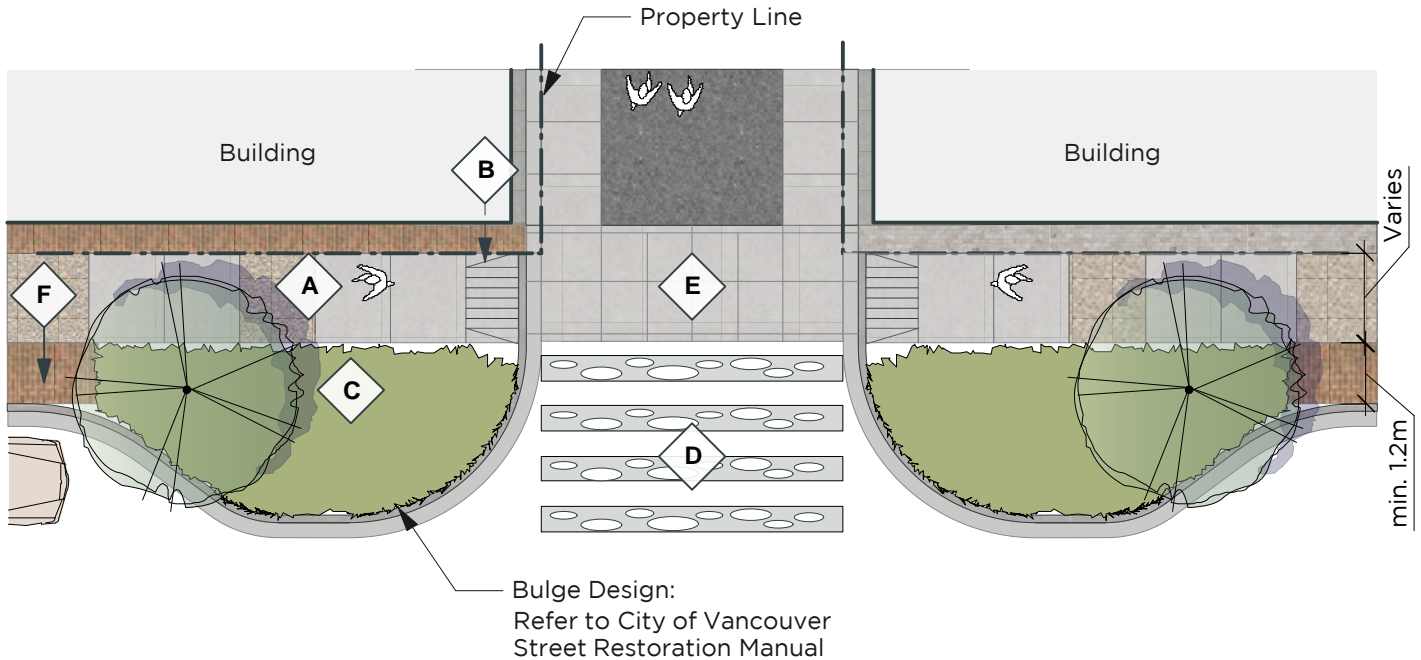 Property Line
Building
B
Building
Varies
A
F
E
C
D
min. 1.2m
Bulge Design:
Refer to City of Vancouver
Street Restoration Manual